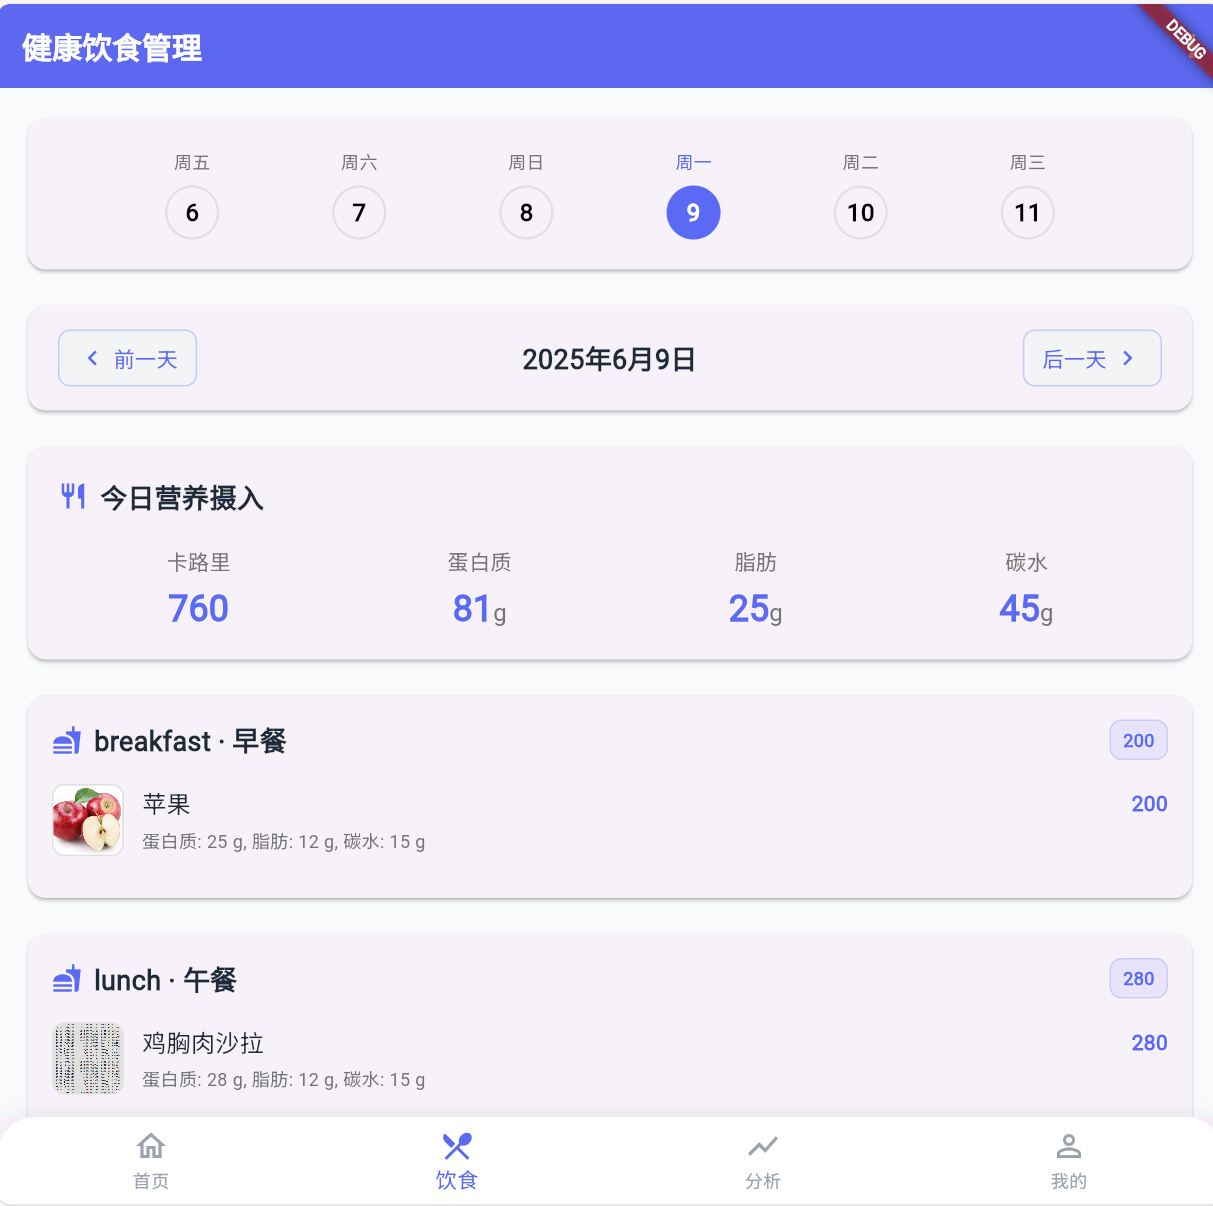 健康饮食管理
DEBUG
周五 周六 周日 周一 周二 周三
6 7 8 9 10 11
前一天 2025年6月9日 后一天
今日营养摄入
卡路里 蛋白质 脂肪 碳水
760 81g 25g 45g
breakfast · 早餐 200
苹果 200
蛋白质: 25 g, 脂肪: 12 g, 碳水: 15 g
lunch · 午餐 280
鸡胸肉沙拉 280
蛋白质: 28 g, 脂肪: 12 g, 碳水: 15 g
首页 饮食 分析 我的